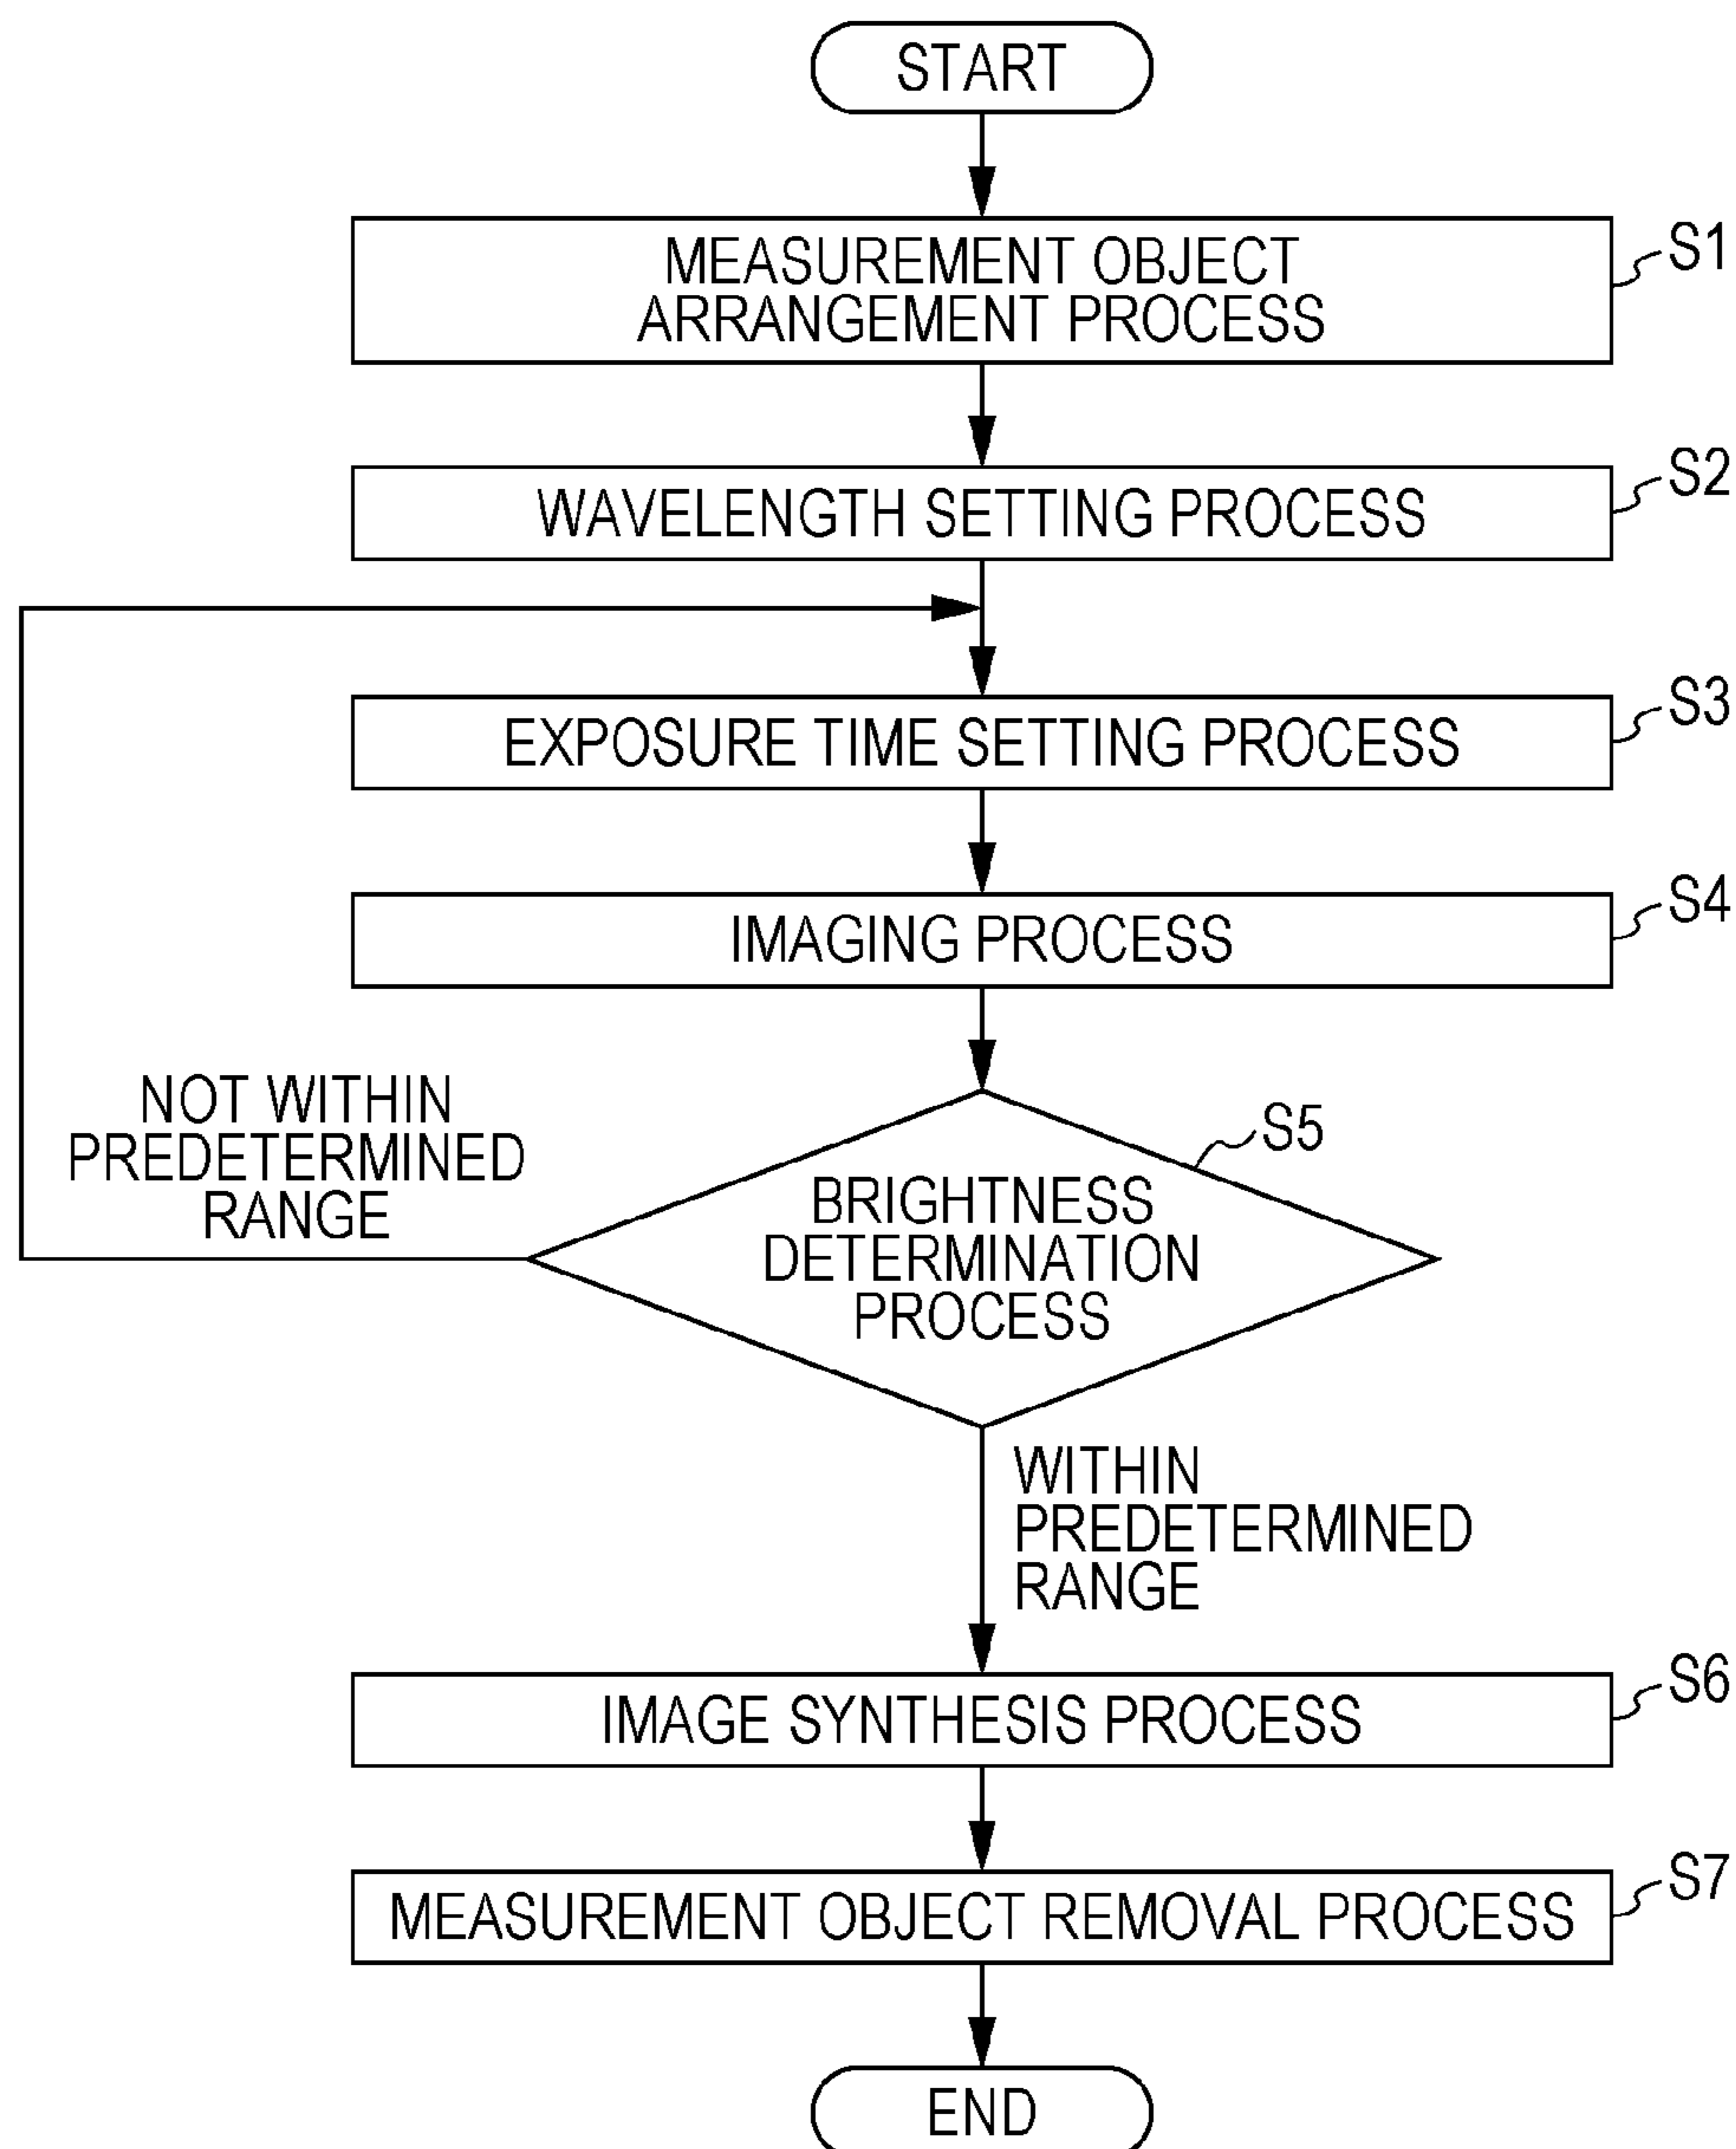 START
MEASUREMENT OBJECT
ARRANGEMENT PROCESS
S1
WAVELENGTH SETTING PROCESS
S2
EXPOSURE TIME SETTING PROCESS
S3
IMAGING PROCESS
S4
NOT WITHIN
PREDETERMINED
RANGE
BRIGHTNESS
DETERMINATION
PROCESS
S5
WITHIN
PREDETERMINED
RANGE
IMAGE SYNTHESIS PROCESS
S6
MEASUREMENT OBJECT REMOVAL PROCESS
S7
END